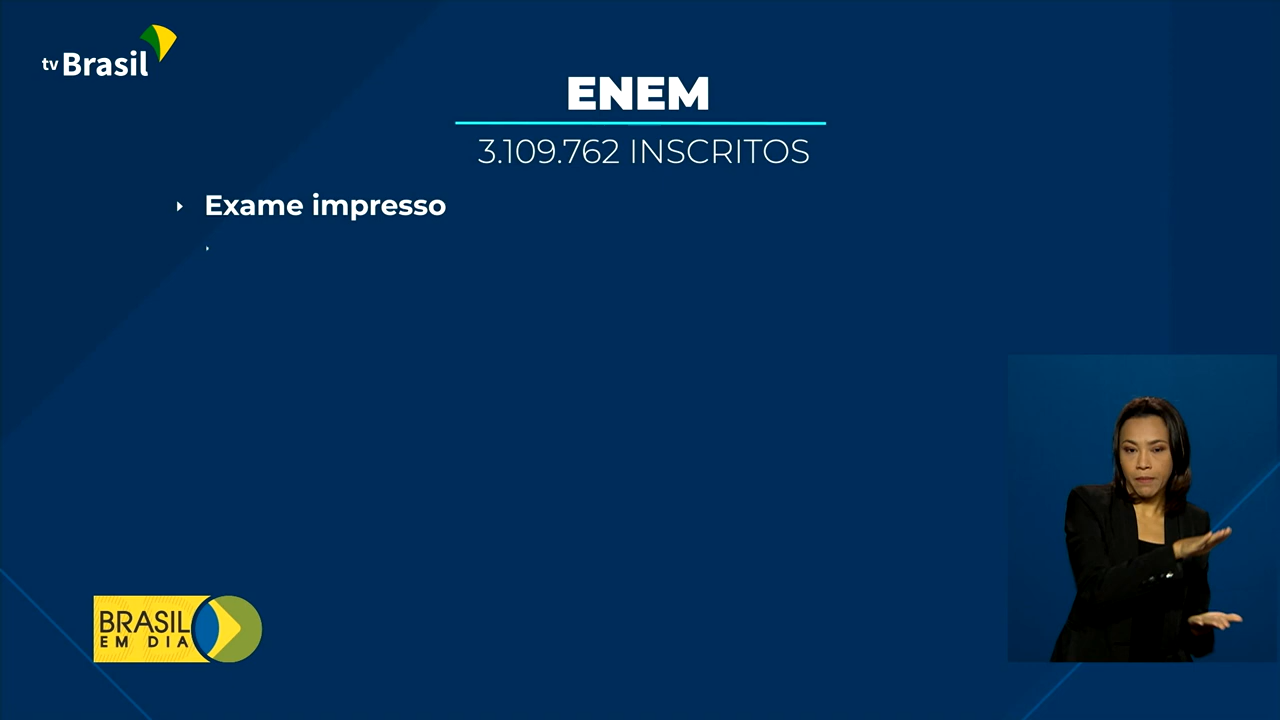 tv Brasil
ENEM
3.109.762 INSCRITOS
Exame impresso
BRASIL
EM DIA